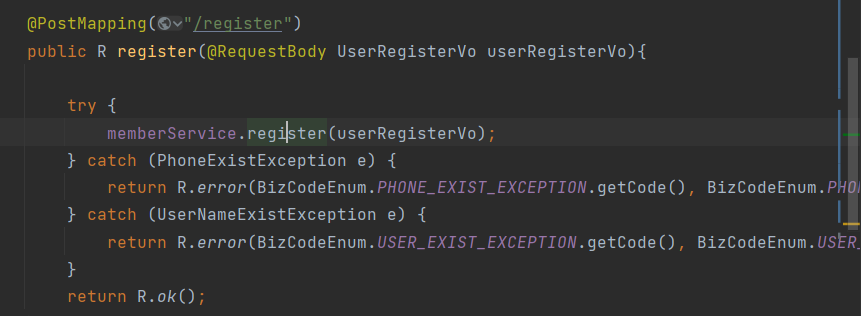 @PostMapping("/register")
public R register(@RequestBody UserRegisterVo userRegisterVo){
try {
memberService.register(userRegisterVo);
} catch (PhoneExistException e) {
return R.error(BizCodeEnum.PHONE_EXIST_EXCEPTION.getCode(), BizCodeEnum.PHO
} catch (UserNameExistException e) {
return R.error(BizCodeEnum.USER_EXIST_EXCEPTION.getCode(), BizCodeEnum.USER_
}
return R.ok();